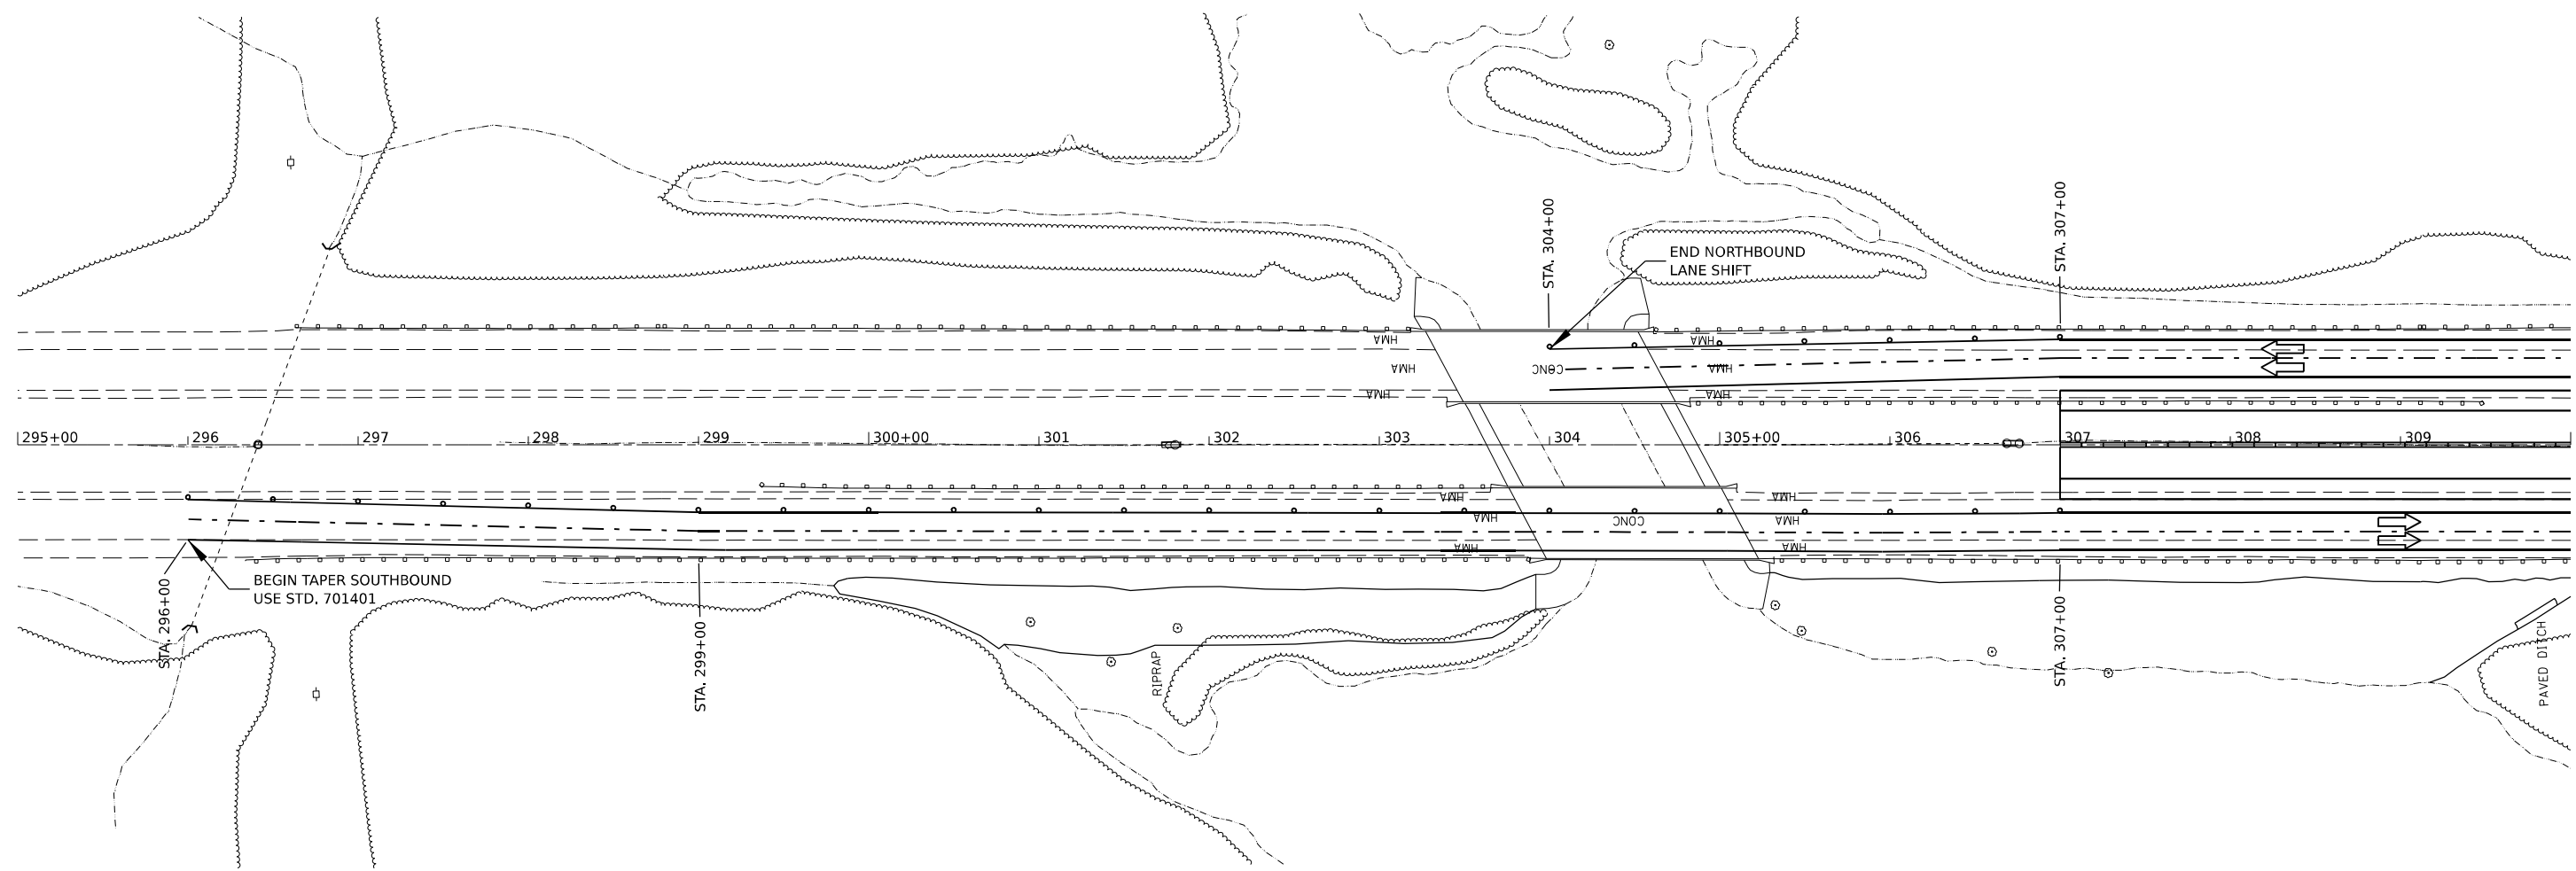 STA. 304+00
STA. 307+00
END NORTHBOUND
LANE SHIFT
HMA
HMA
HMA
HMA
CONC
HMA
HMA
295+00
296
297
298
299
300+00
301
302
303
304
305+00
306
307
308
309
HMA
HMA
HMA
CONC
HMA
HMA
HMA
BEGIN TAPER SOUTHBOUND
USE STD. 701401
STA. 296+00
STA. 299+00
RIPRAP
STA. 307+00
PAVED DITCH